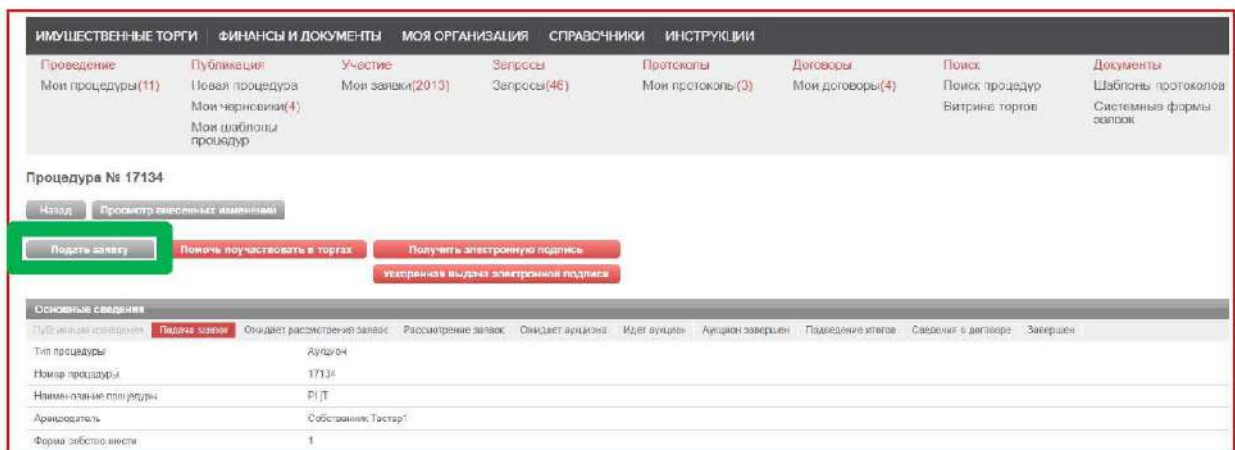 ИМУЩЕСТВЕННЫЕ ТОРГИ ФИНАНСЫ И ДОКУМЕНТЫ МОЯ ОРГАНИЗАЦИЯ СПРАВОЧНИКИ ИНСТРУКЦИИ
Проведение Публикация Участие Запросы Протоколы Договоры Поиск Документы
Мои процедуры(11) Новая процедура Мои заявки(2013) Запросы(46) Мои протоколы(3) Мои договоры(4) Поиск процедур Шаблоны протоколов
Мои черновики(4) Витрина торгов Системные формы заявок
Мои шаблоны процедур
Процедура № 17134
Назад Просмотр внесенных изменений
Подать заявку Помочь поучаствовать в торгах Получить электронную подпись
Ускоренная выдача электронной подписи
Основные сведения
Публикация извещения Подача заявок Ожидает рассмотрения заявок Рассмотрение заявок Ожидает аукциона Идет аукцион Аукцион завершен Подведение итогов Сведения о договоре Завершен
Тип процедуры Аукцион
Номер процедуры 17134
Наименование процедуры
Арендодатель Собственник Тестер1
Форма собственности 1